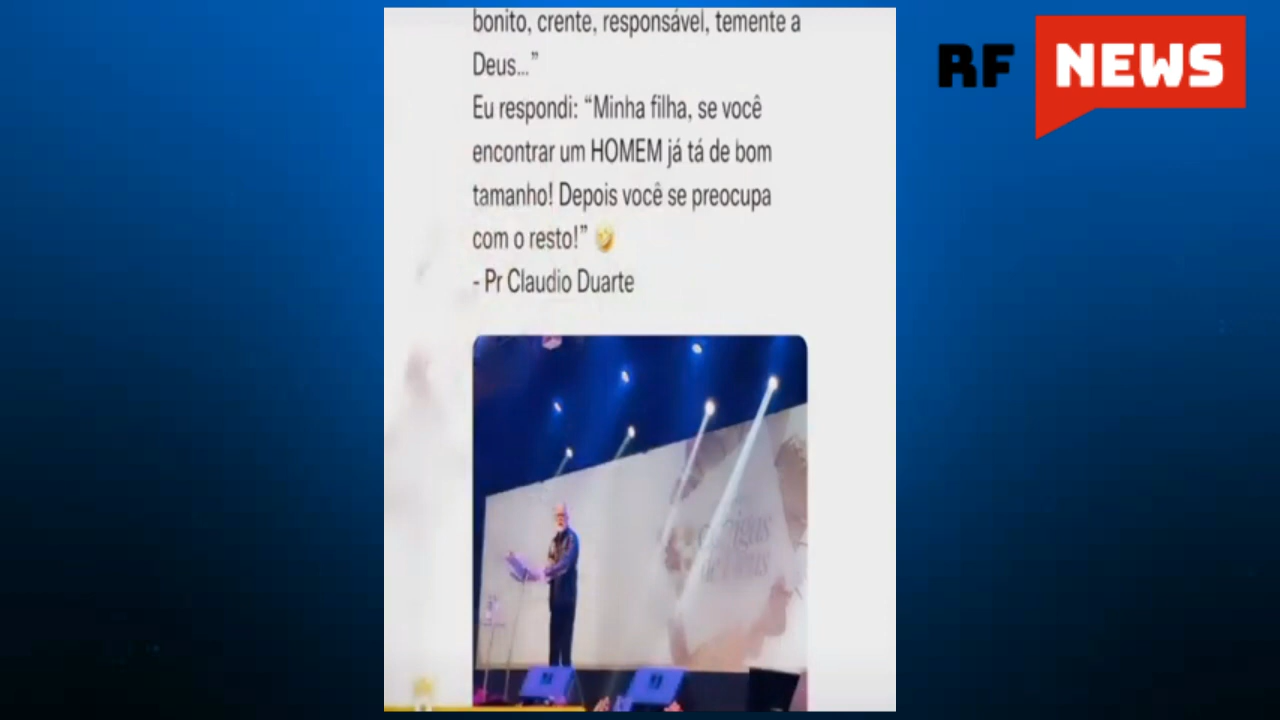 bonito, crente, responsável, temente a
Deus...”
Eu respondi: “Minha filha, se você
encontrar um HOMEM já tá de bom
tamanho! Depois você se preocupa
com o resto!” 🤣
- Pr Claudio Duarte
RF NEWS